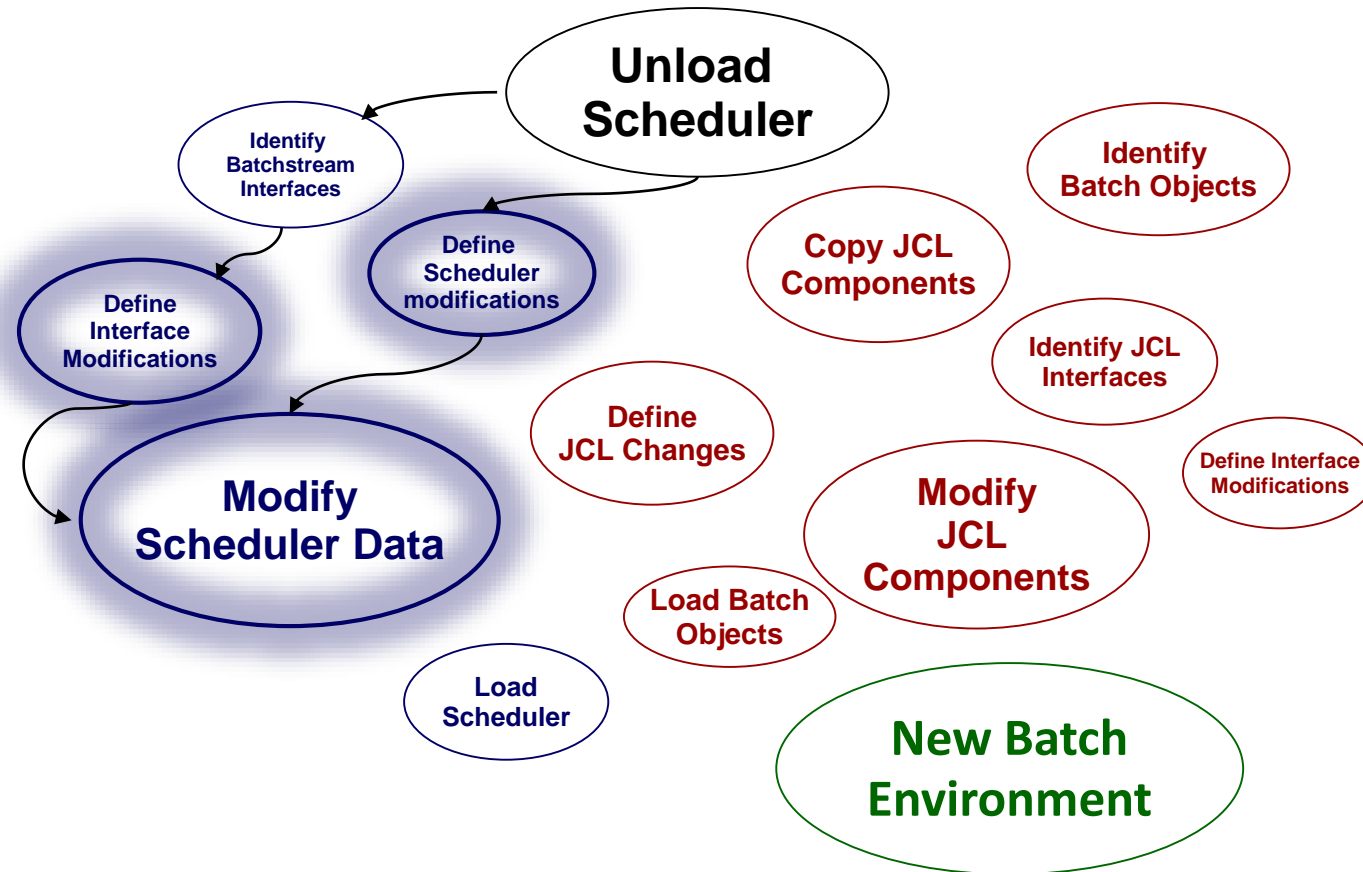 Unload
Scheduler
Identify
Batchstream
Interfaces
Identify
Batch Objects
Define
Scheduler
modifications
Copy JCL
Components
Define
Interface
Modifications
Identify JCL
Interfaces
Define
JCL Changes
Define Interface
Modifications
Modify
Scheduler Data
Modify
JCL
Components
Load Batch
Objects
Load
Scheduler
New Batch
Environment